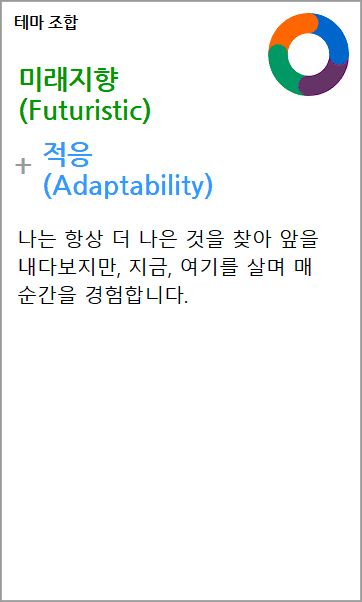 테마 조합
미래지향
(Futuristic)
+ 적응
(Adaptability)
나는 항상 더 나은 것을 찾아 앞을
내다보지만, 지금, 여기를 살며 매
순간을 경험합니다.